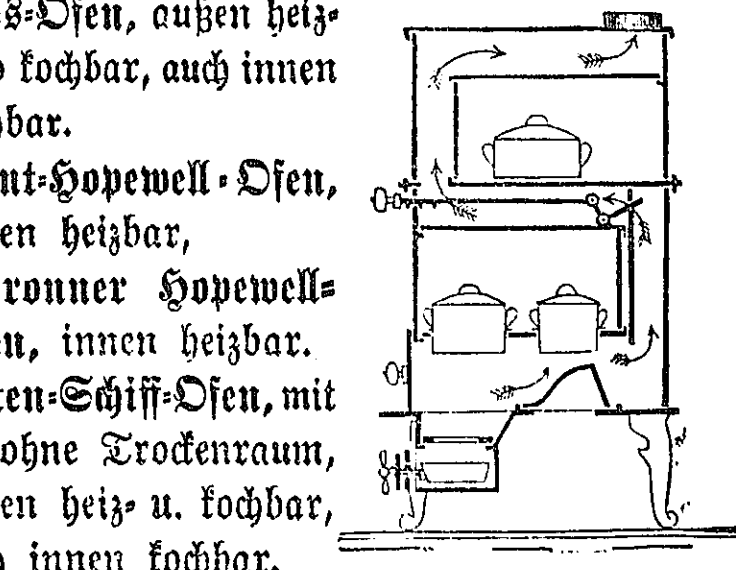 s-Ofen, außen heiz-
kochbar, auch innen
bar.
nt-Hopewell-Ofen,
en heizbar,
ronner Hopewell-
n, innen heizbar.
ten-Schiff-Ofen, mit
ohne Trockenraum,
en heiz- u. kochbar,
innen kochbar.